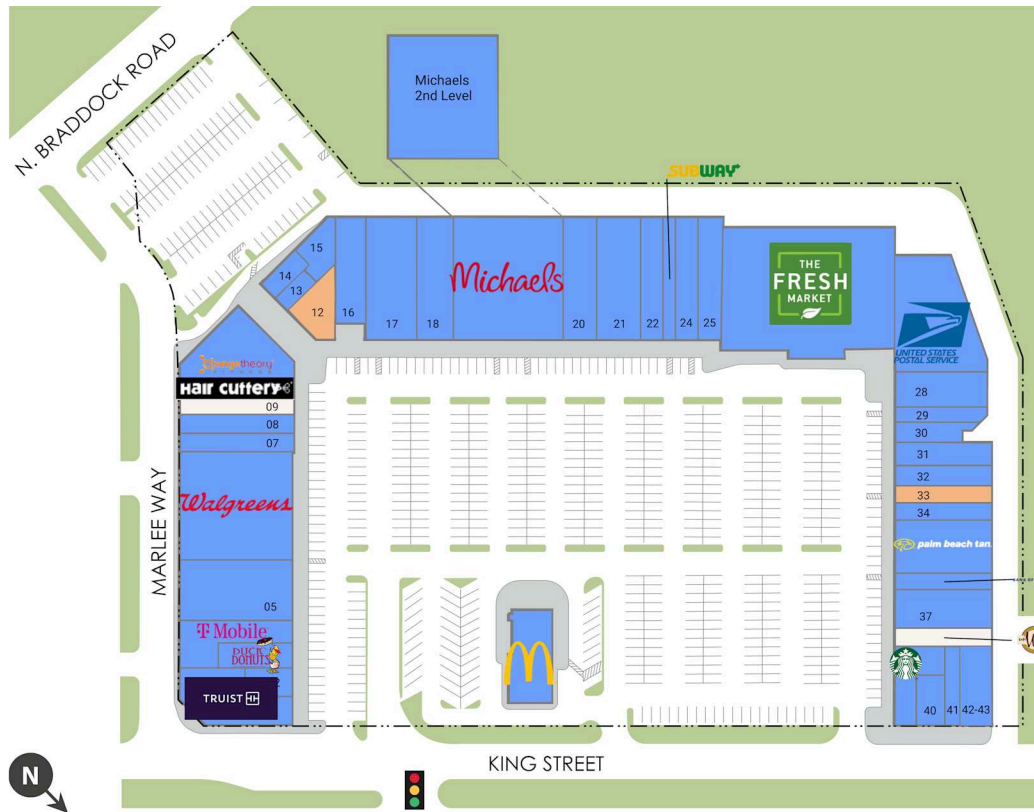 N. BRADDOCK ROAD
Michaels
2nd Level
SUBWAY
15
14
13
12
16
17
18
Michaels
20
21
22
24
25
THE
FRESH
MARKET
UNITED STATES
POSTAL SERVICE
orangetheory
FITNESS
Hair Cuttery
09
08
07
Walgreens
MARLEE WAY
05
T Mobile
DUCK
DONUTS
TRUIST
28
29
30
31
32
33
34
palm beach tan
37
40
41
42-43
KING STREET
N